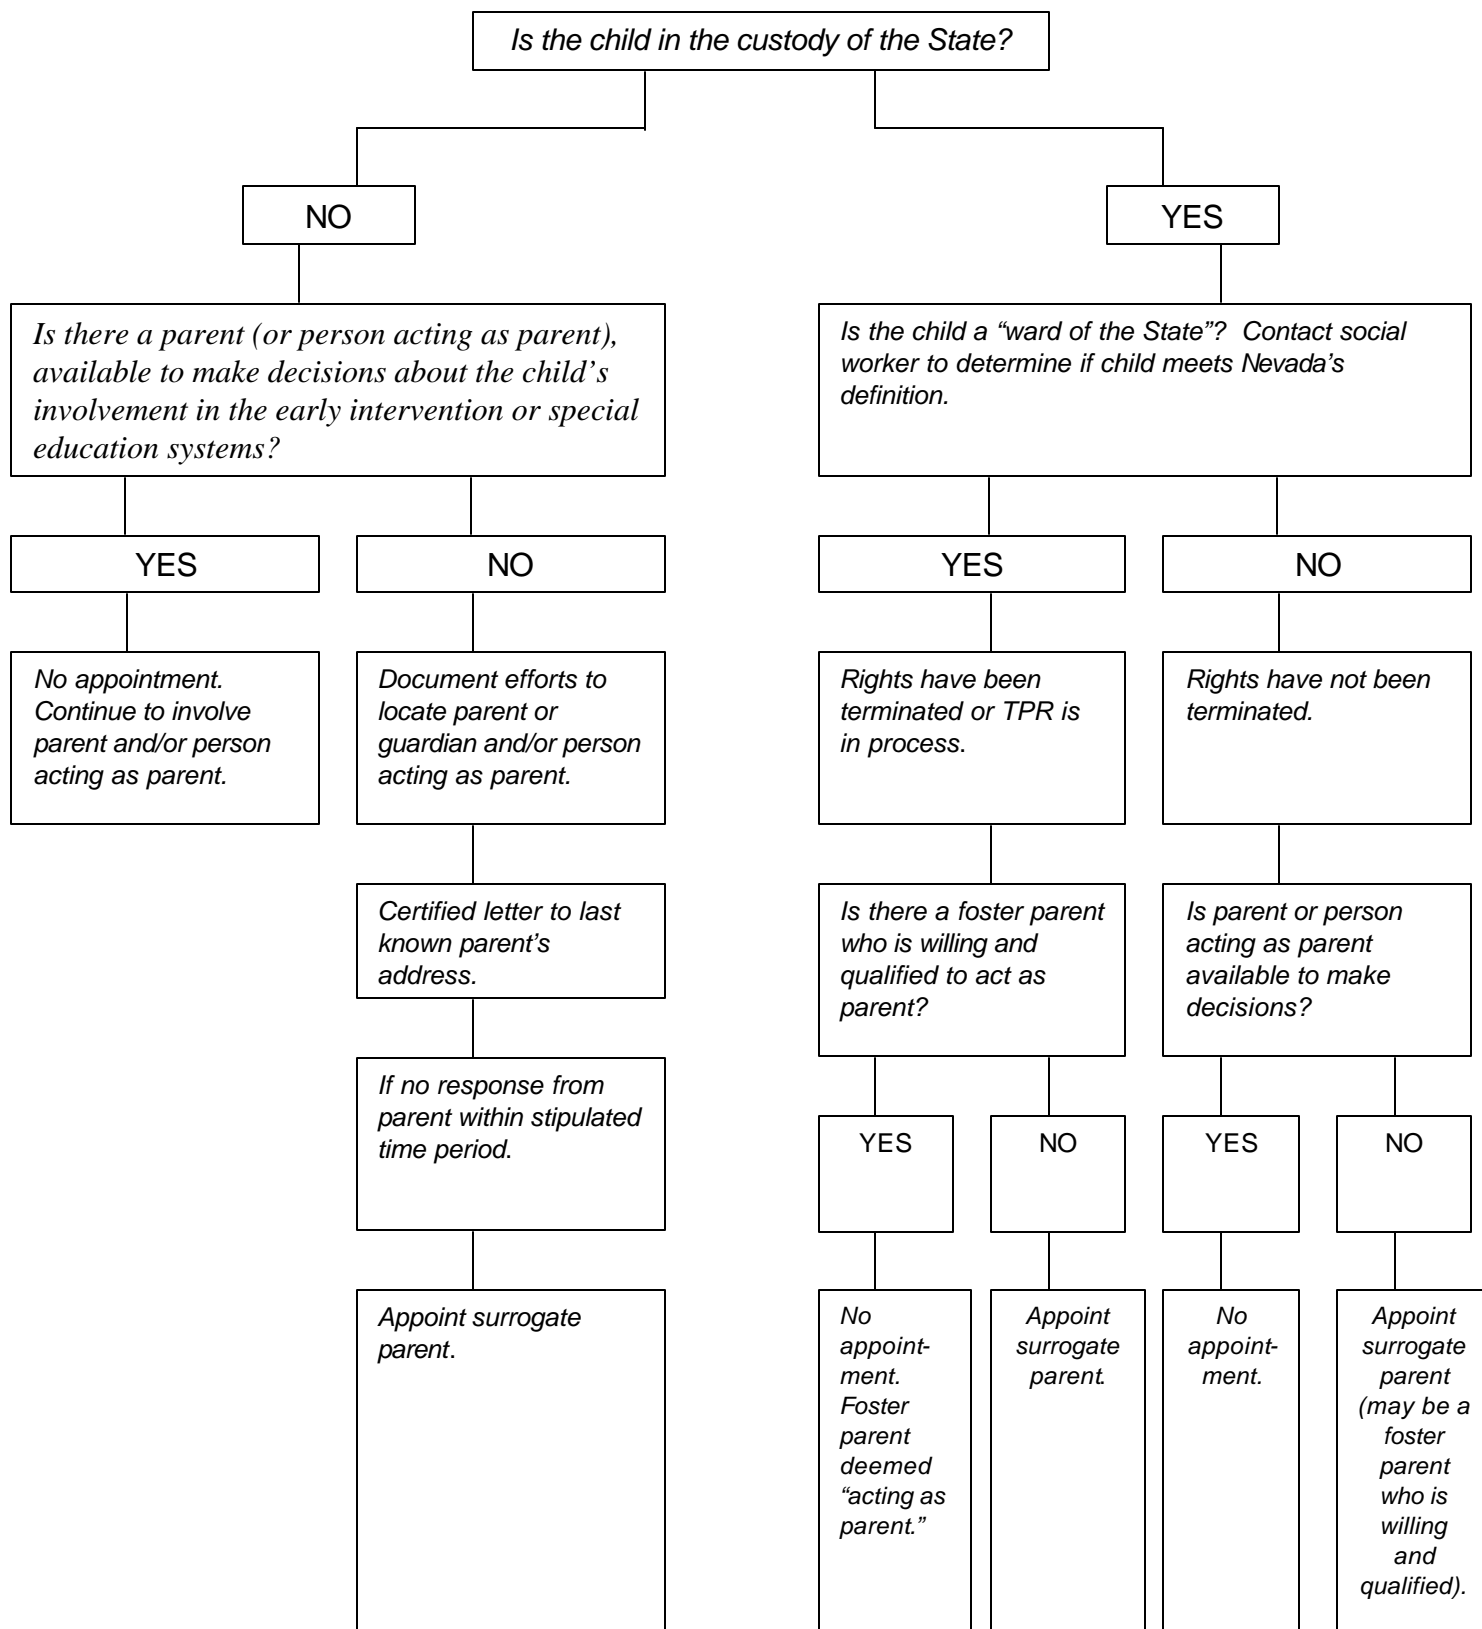 Is the child in the custody of the State?
NO
YES
Is there a parent (or person acting as parent),
available to make decisions about the child's
involvement in the early intervention or special
education systems?
Is the child a “ward of the State”? Contact social
worker to determine if child meets Nevada's
definition.
YES
NO
YES
NO
No appointment.
Continue to involve
parent and/or person
acting as parent.
Document efforts to
locate parent or
guardian and/or person
acting as parent.
Rights have been
terminated or TPR is
in process.
Rights have not been
terminated.
Certified letter to last
known parent's
address.
Is there a foster parent
who is willing and
qualified to act as
parent?
Is parent or person
acting as parent
available to make
decisions?
If no response from
parent within stipulated
time period.
YES
NO
YES
NO
Appoint surrogate
parent.
No
appoint-
ment.
Foster
parent
deemed
“acting as
parent.”
Appoint
surrogate
parent.
No
appoint-
ment.
Appoint
surrogate
parent
(may be a
foster
parent
who is
willing
and
qualified).